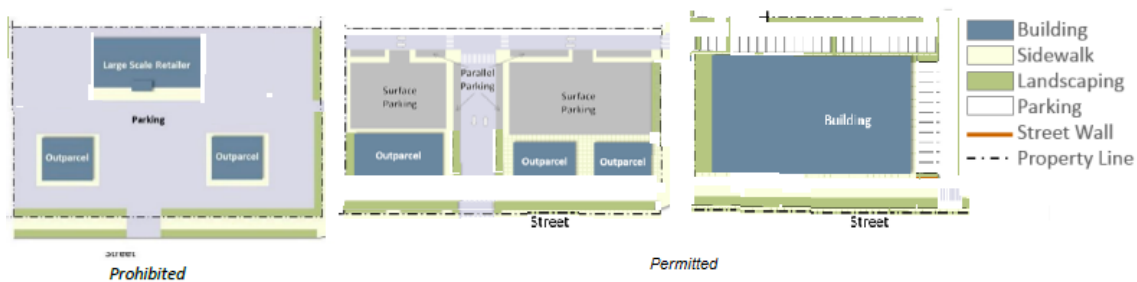 Large Scale Retailer
Parking
Outparcel
Outparcel
Street
Prohibited
Surface
Parking
Parallel
Parking
Surface
Parking
Outparcel
Outparcel
Outparcel
Street
Building
Street
Permitted
Building
Sidewalk
Landscaping
Parking
Street Wall
Property Line